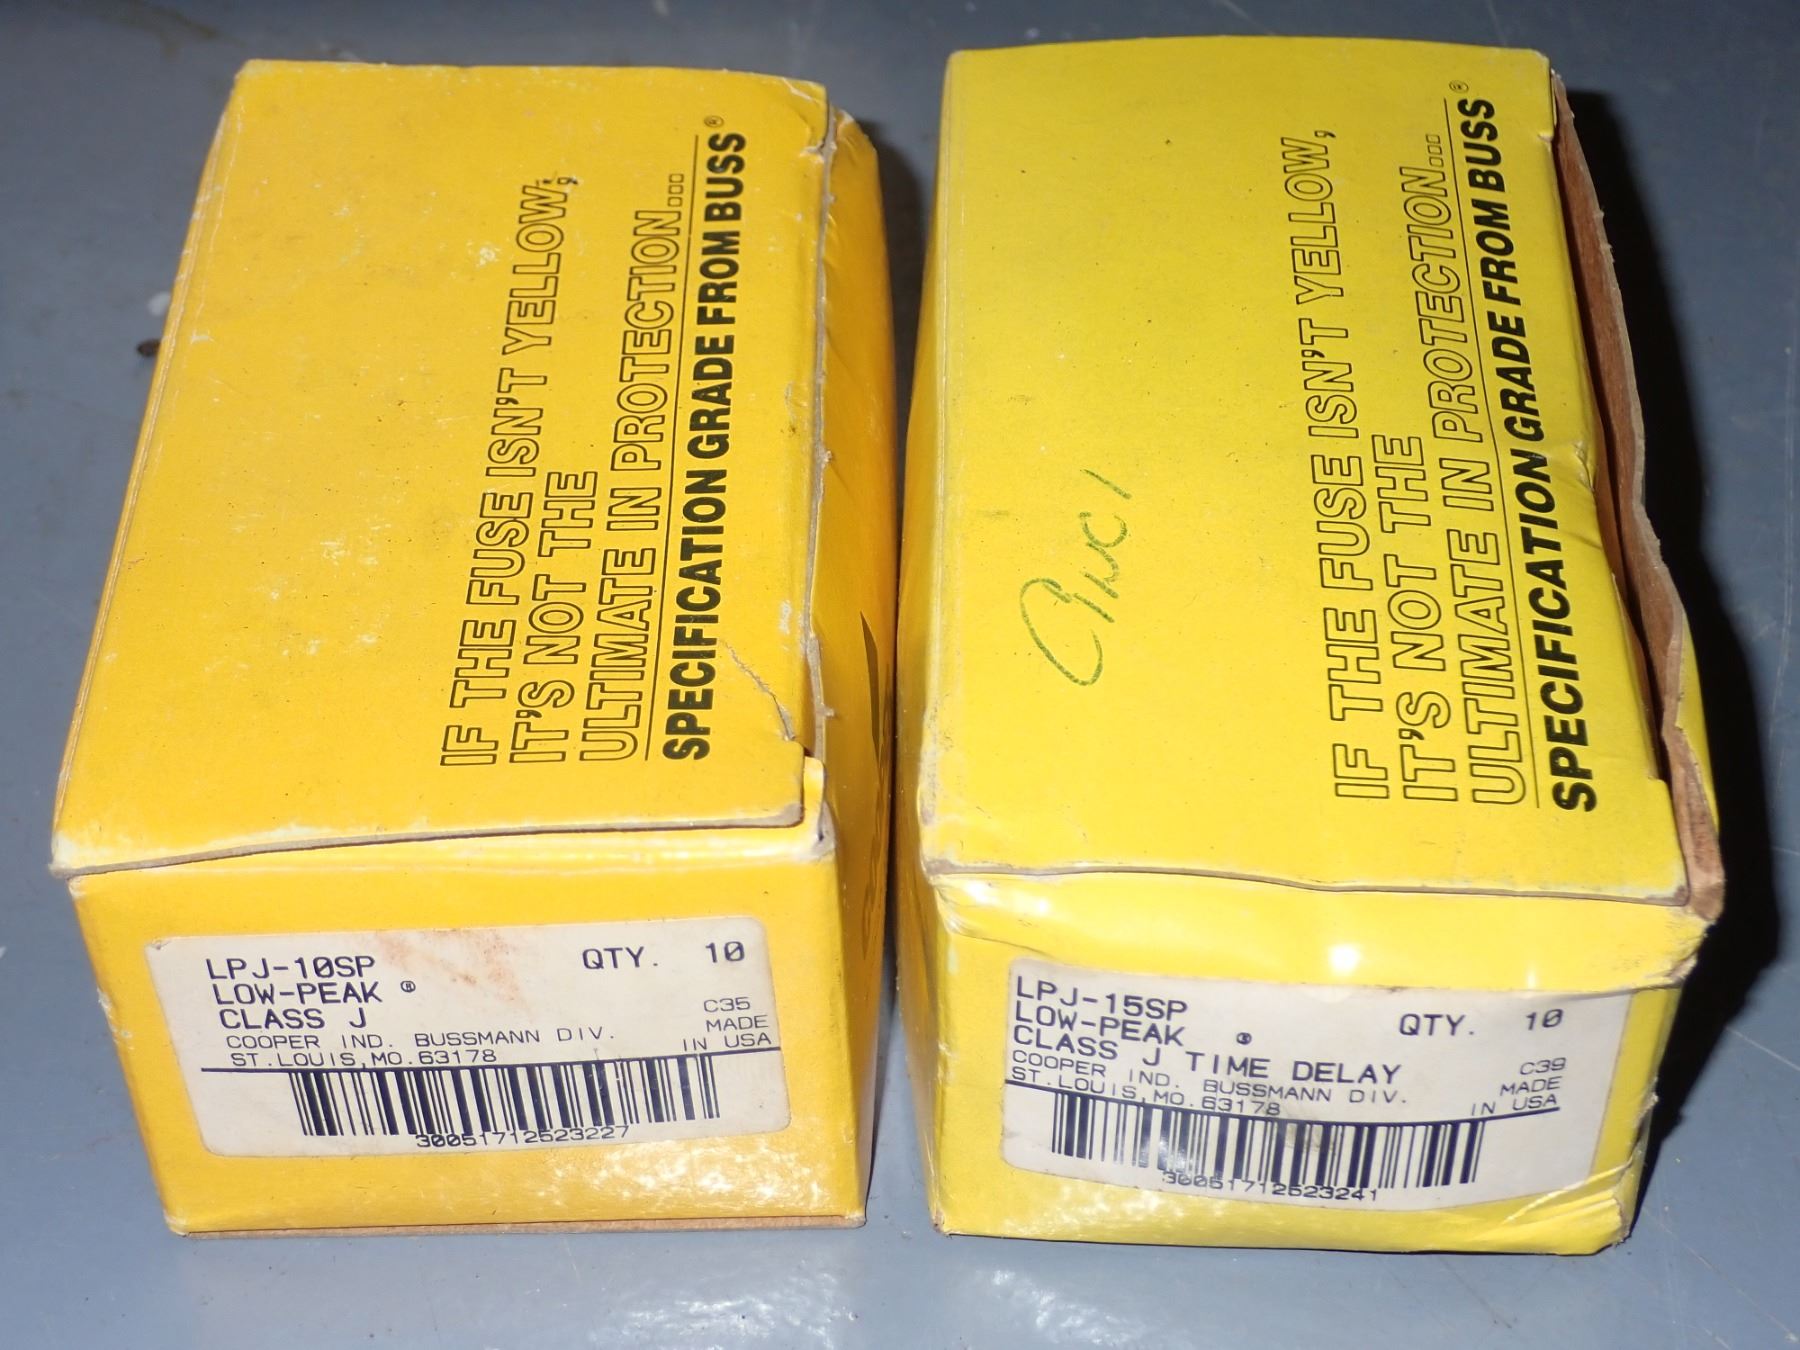 IF THE FUSE ISN'T YELLOW,
IT'S NOT THE
ULTIMATE IN PROTECTION...
SPECIFICATION GRADE FROM BUSS®
LPJ-10SP QTY. 10
LOW-PEAK ®
CLASS J C35
COOPER IND. BUSSMANN DIV. MADE
ST.LOUIS,MO.63178 IN USA
30051712523227
IF THE FUSE ISN'T YELLOW,
IT'S NOT THE
ULTIMATE IN PROTECTION...
SPECIFICATION GRADE FROM BUSS®
LPJ-15SP QTY. 10
LOW-PEAK ®
CLASS J TIME DELAY C39
COOPER IND. BUSSMANN DIV. MADE
ST.LOUIS,MO.63178 IN USA
30051712523241